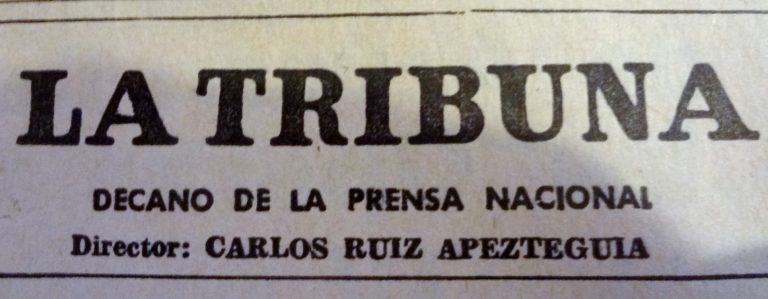 LA TRIBUNA
DECANO DE LA PRENSA NACIONAL
Director: CARLOS RUIZ APEZTEGUIA